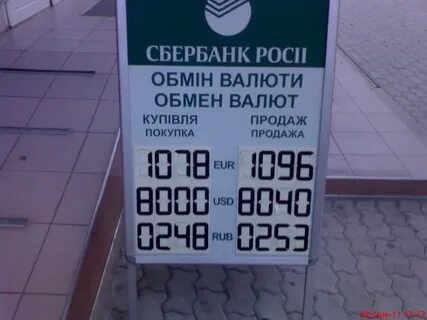 СБЕРБАНК РОСІЇ
ОБМІН ВАЛЮТИ
ОБМЕН ВАЛЮТ
КУПІВЛЯ ПРОДАЖ
ПОКУПКА ПРОДАЖА
1078 EUR 1096
8000 USD 8040
0248 RUB 0253